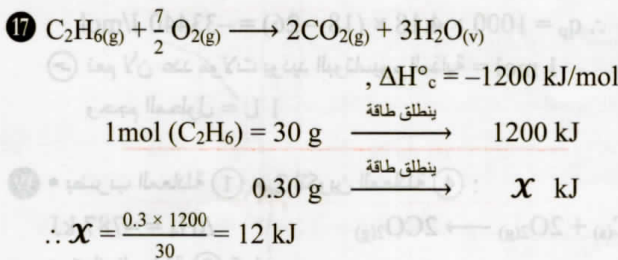 17 C₂H₆(g) + 7/2 O₂(g) ⟶ 2CO₂(g) + 3H₂O(v)
, ΔH°c = −1200 kJ/mol
ينطلق طاقة
1mol (C₂H₆) = 30 g ⟶ 1200 kJ
ينطلق طاقة
0.30 g ⟶ x kJ
∴ x = 0.3 × 1200 / 30 = 12 kJ